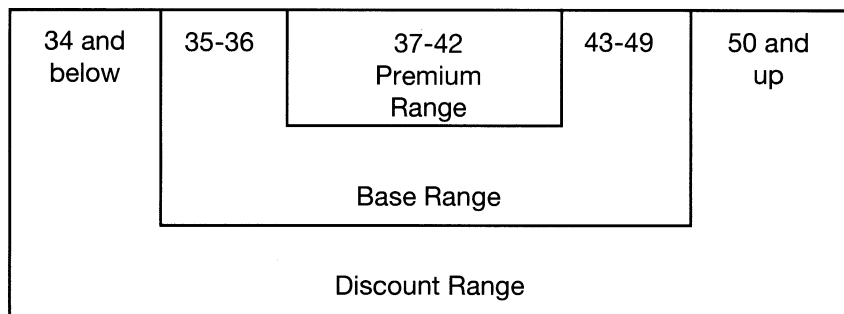 34 and
below
35-36
37-42
Premium
Range
43-49
50 and
up
Base Range
Discount Range